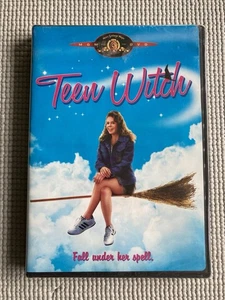 Teen Witch
Fall under her spell.